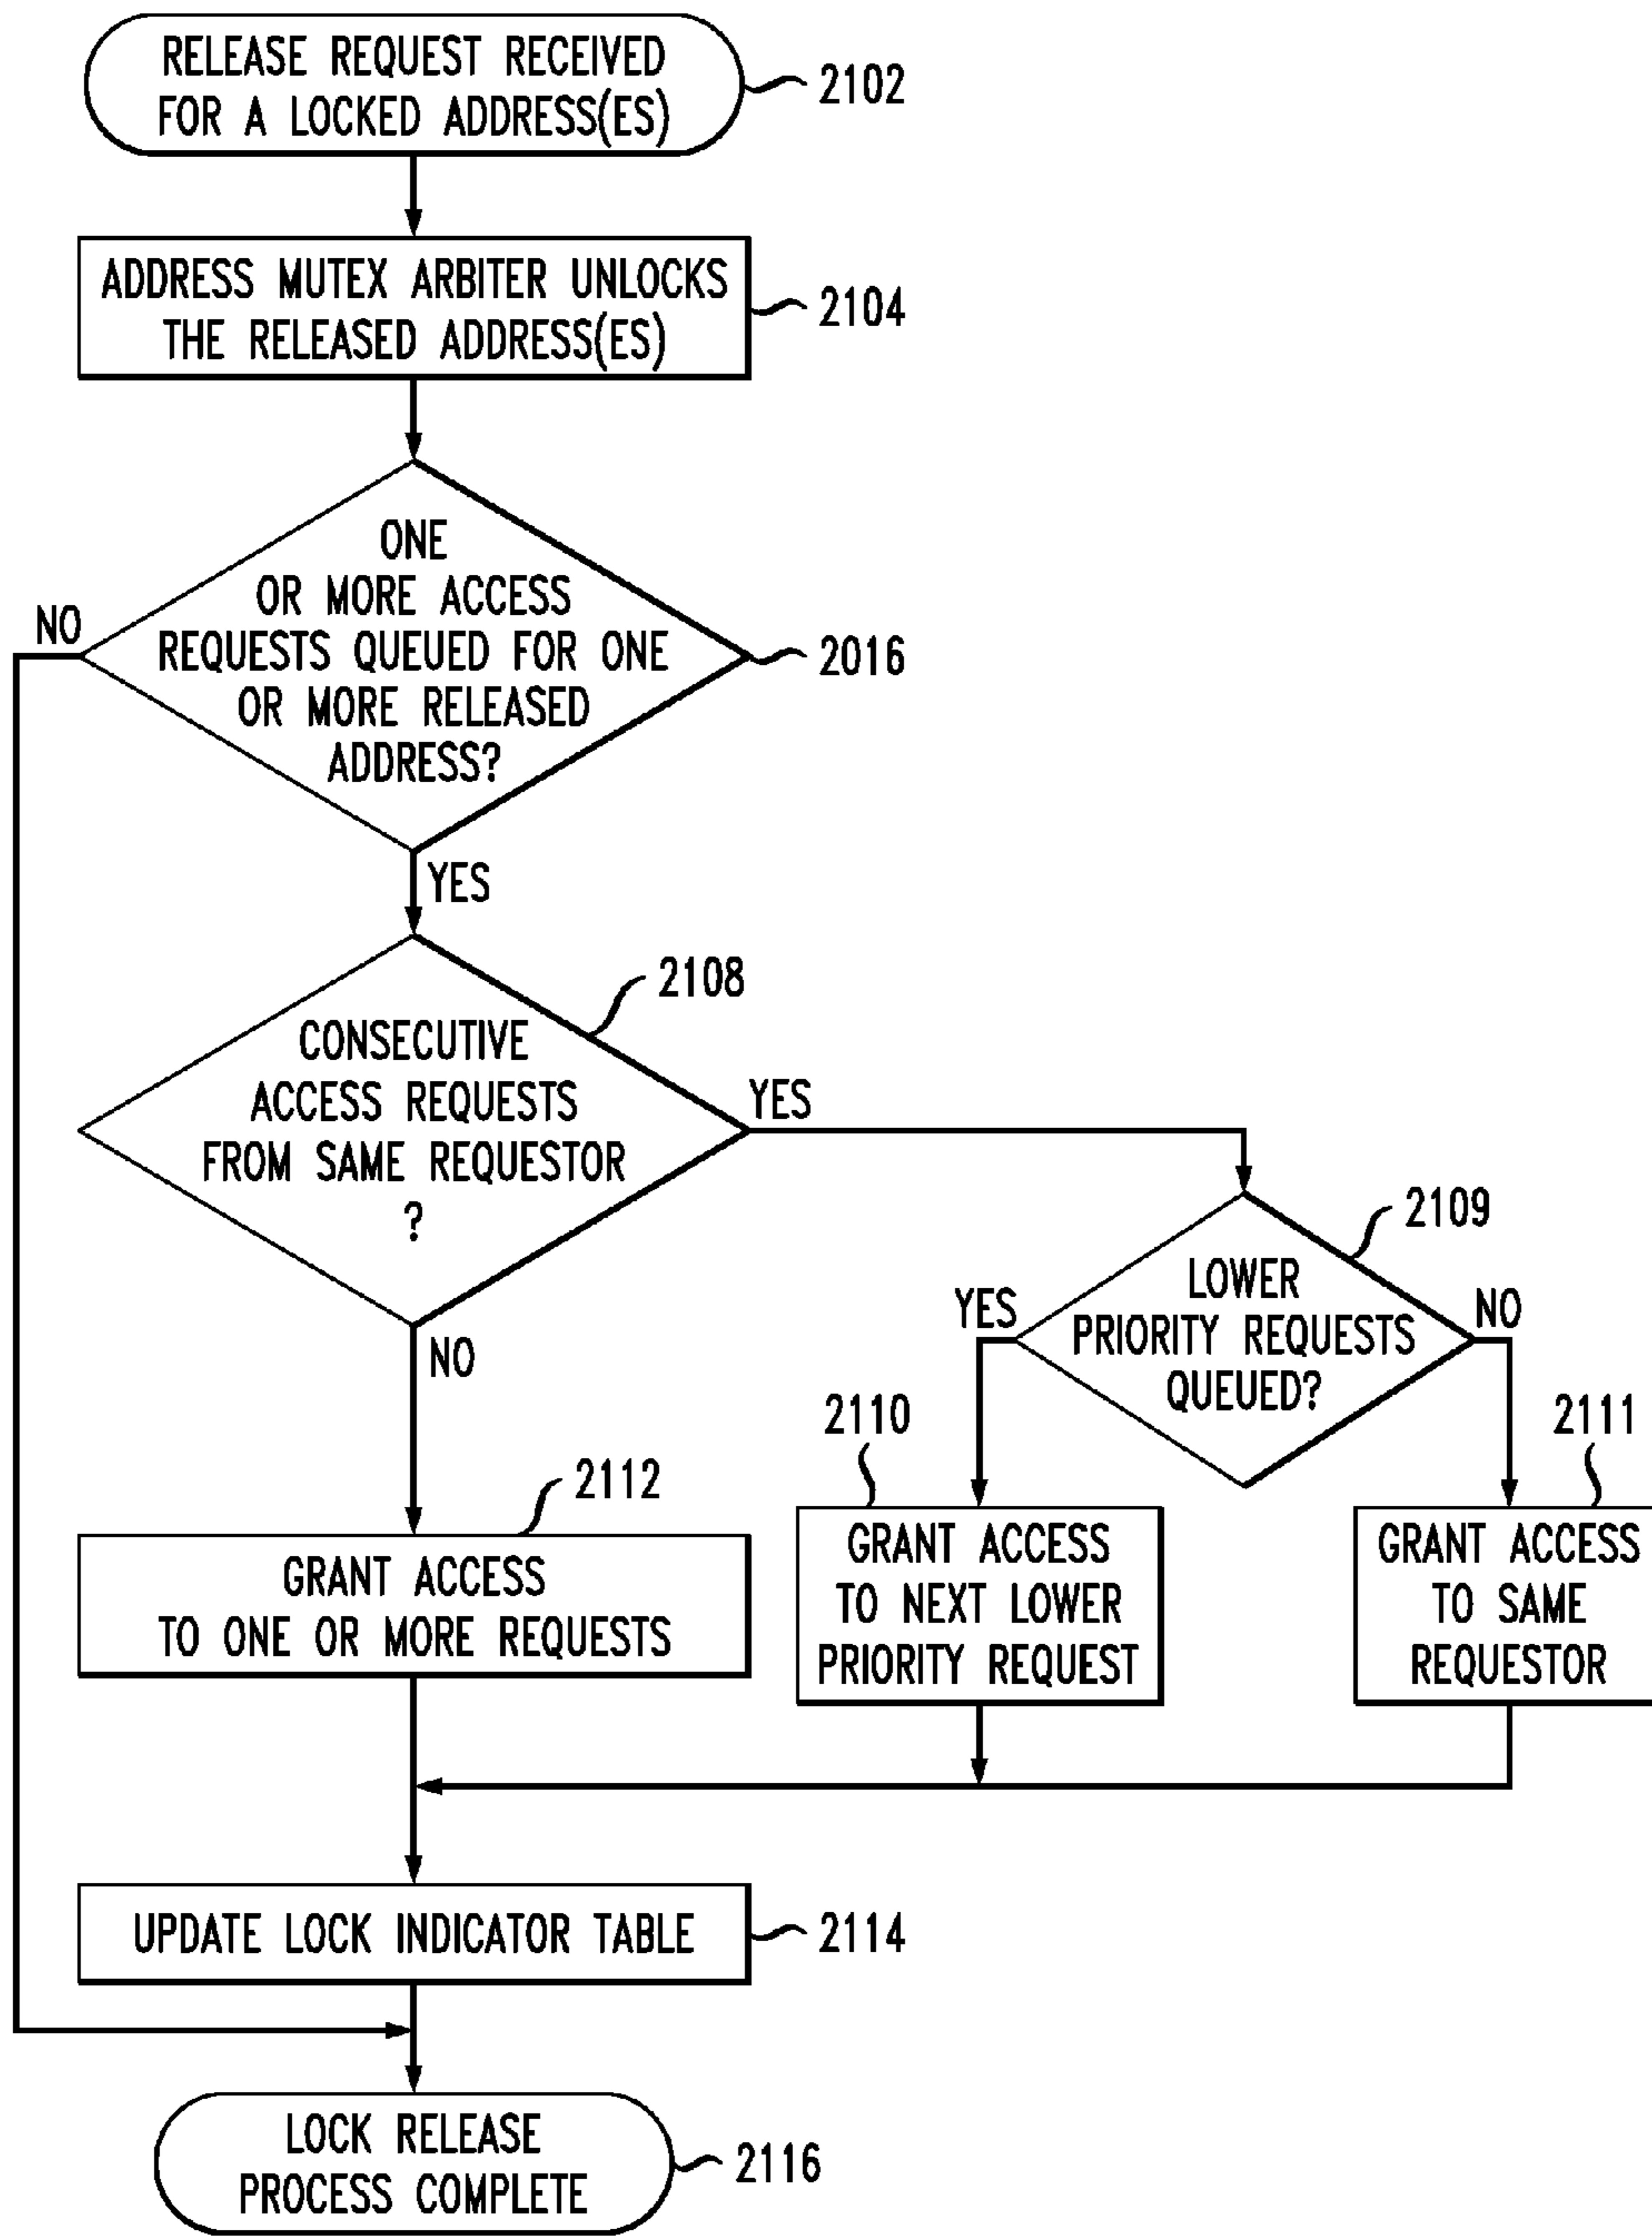 RELEASE REQUEST RECEIVED
FOR A LOCKED ADDRESS(ES)
2102
ADDRESS MUTEX ARBITER UNLOCKS
THE RELEASED ADDRESS(ES)
2104
ONE
OR MORE ACCESS
REQUESTS QUEUED FOR ONE
OR MORE RELEASED
ADDRESS?
NO
2016
YES
2108
CONSECUTIVE
ACCESS REQUESTS
FROM SAME REQUESTOR
?
YES
NO
2109
LOWER
PRIORITY REQUESTS
QUEUED?
YES
NO
2110
2111
2112
GRANT ACCESS
TO ONE OR MORE REQUESTS
GRANT ACCESS
TO NEXT LOWER
PRIORITY REQUEST
GRANT ACCESS
TO SAME
REQUESTOR
UPDATE LOCK INDICATOR TABLE
2114
LOCK RELEASE
PROCESS COMPLETE
2116